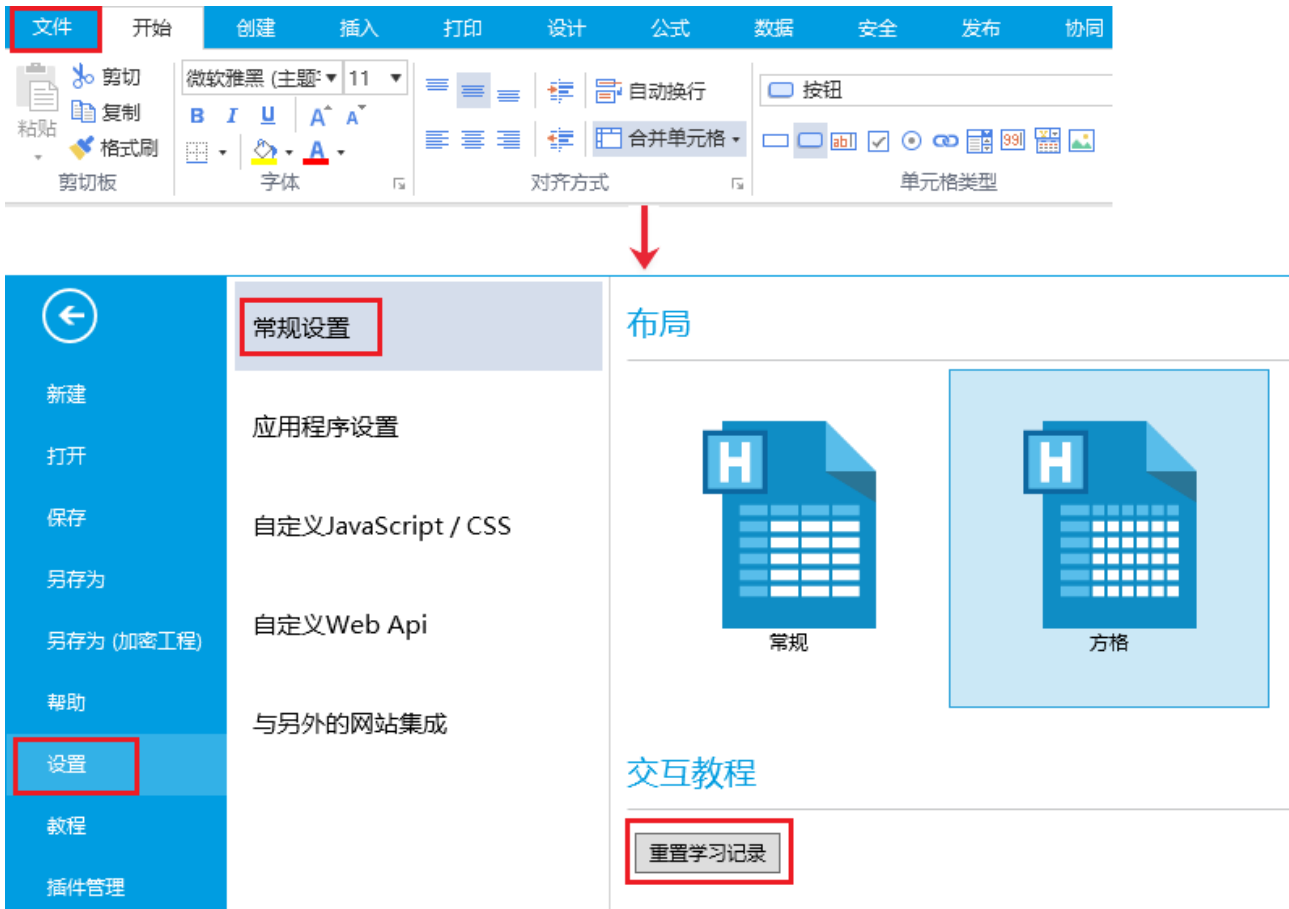 文件 开始 创建 插入 打印 设计 公式 数据 安全 发布 协同
粘贴
剪切
复制
格式刷
剪切板
微软雅黑 (主题 11
B I U A A
A
字体
自动换行
合并单元格
对齐方式
按钮
ab 99
单元格类型
新建
打开
保存
另存为
另存为 (加密工程)
帮助
设置
教程
插件管理
常规设置
应用程序设置
自定义JavaScript / CSS
自定义Web Api
与另外的网站集成
布局
H
常规
H
方格
交互教程
重置学习记录